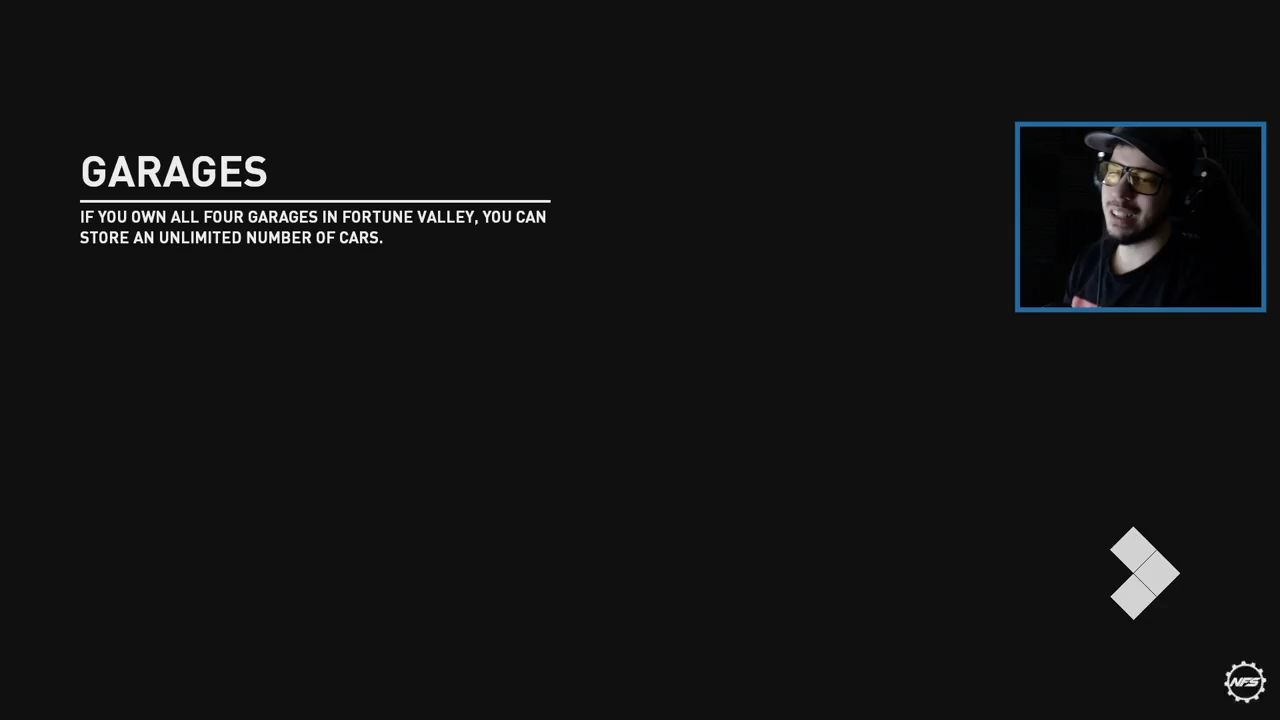 GARAGES
IF YOU OWN ALL FOUR GARAGES IN FORTUNE VALLEY, YOU CAN
STORE AN UNLIMITED NUMBER OF CARS.
NFS